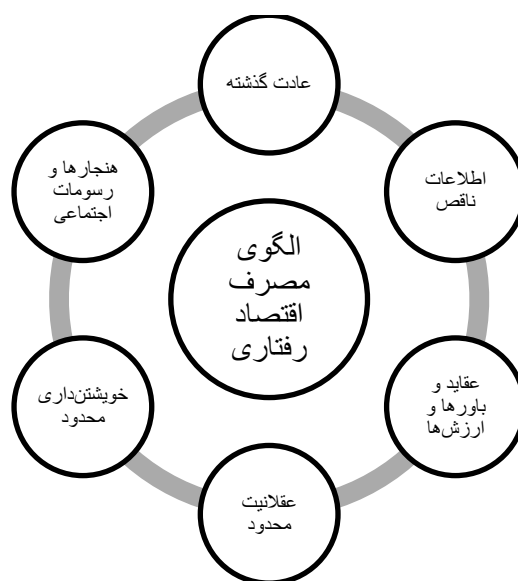 عادت گذشته
اطلاعات
ناقص
عقاید و
باورها و
ارزش‌ها
عقلانیت
محدود
خویشتن‌داری
محدود
هنجارها و
رسومات
اجتماعی
الگوی
مصرف
اقتصاد
رفتاری